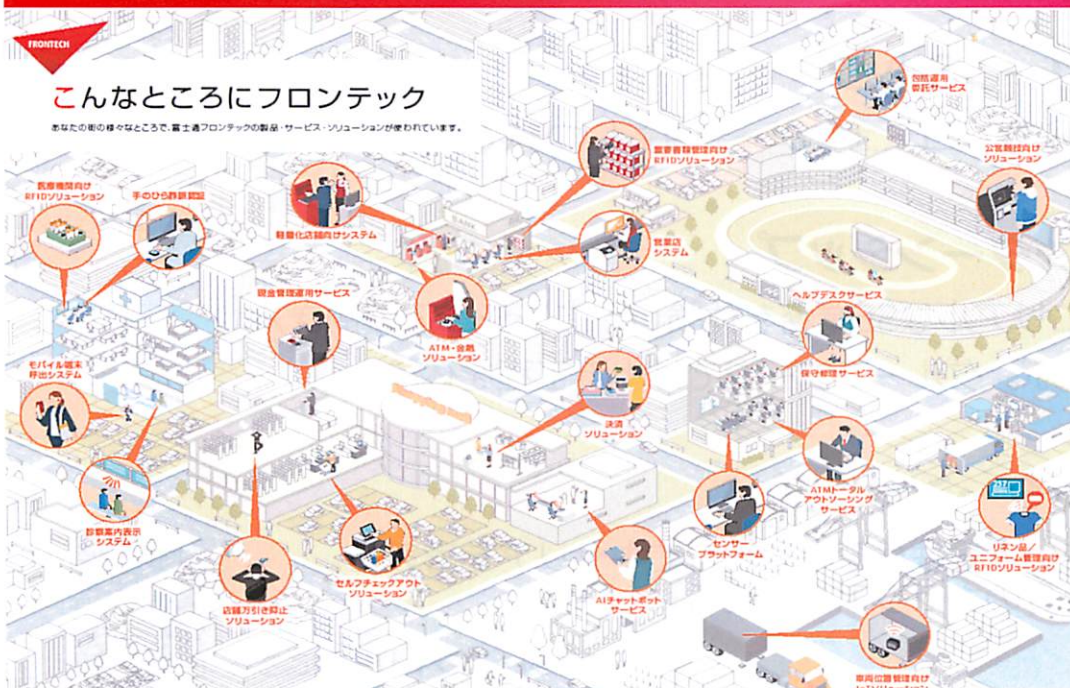 FRONTECH
こんなところにフロンテック
あなたの街の様々なところで、富士通フロンテックの製品・サービス・ソリューションが使われています。
包括運用
委託サービス
公営競技向け
ソリューション
重要書類管理向け
RFIDソリューション
医療機関向け
RFIDソリューション
手のひら静脈認証
軽量化店舗向けシステム
営業店
システム
現金管理運用サービス
ATM・金融
ソリューション
ヘルプデスクサービス
保守修理サービス
モバイル端末
呼出システム
決済
ソリューション
ATMトータル
アウトソーシング
サービス
診察案内表示
システム
センサー
プラットフォーム
リネン品／
ユニフォーム管理向け
RFIDソリューション
店舗万引き抑止
ソリューション
セルフチェックアウト
ソリューション
AIチャットボット
サービス
車両位置管理向け